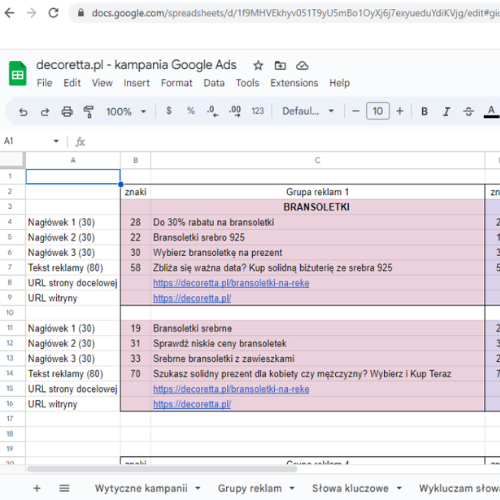 docs.google.com/spreadsheets/d/1f9MHVEkhyv051T9yU5mBo1OyXj6j7exyueduYdiKVjg/edit#gid
decoretta.pl - kampania Google Ads
File Edit View Insert Format Data Tools Extensions Help
100% $ % .0 .00 123 Defaul... − 10 + B I A
A1 fx
A B C
1
2 znaki Grupa reklam 1 zn
3 BRANSOLETKI
4 Nagłówek 1 (30) 28 Do 30% rabatu na bransoletki
5 Nagłówek 2 (30) 22 Bransoletki srebro 925
6 Nagłówek 3 (30) 30 Wybierz bransoletkę na prezent
7 Tekst reklamy (80) 58 Zbliża się ważna data? Kup solidną biżuterię ze srebra 925
8 URL strony docelowej https://decoretta.pl/bransoletki-na-reke
9 URL witryny https://decoretta.pl/
10
11 Nagłówek 1 (30) 19 Bransoletki srebrne
12 Nagłówek 2 (30) 31 Sprawdź niskie ceny bransoletek
13 Nagłówek 3 (30) 33 Srebrne bransoletki z zawieszkami
14 Tekst reklamy (80) 70 Szukasz solidny prezent dla kobiety czy mężczyzny? Wybierz i Kup Teraz
15 URL strony docelowej https://decoretta.pl/bransoletki-na-reke
16 URL witryny https://decoretta.pl/
17
18
19
20 znaki Grupa reklam 4
Wytyczne kampanii Grupy reklam Słowa kluczowe Wykluczam słow